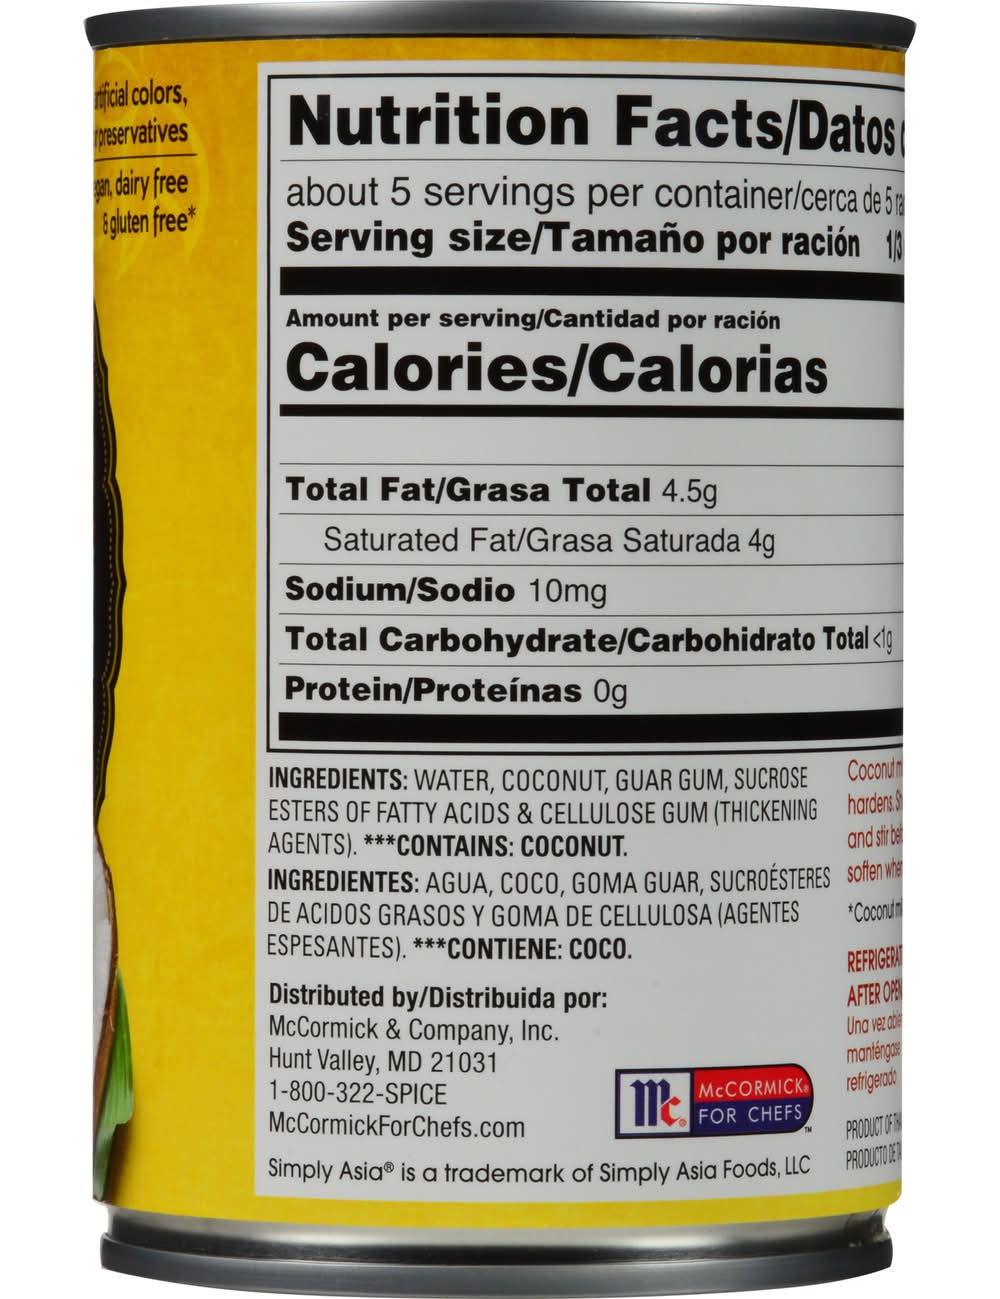 colors,
preservatives
dairy free
& gluten free*
Nutrition Facts/Datos
about 5 servings per container/cerca de 5
Serving size/Tamaño por ración 1/3
Amount per serving/Cantidad por ración
Calories/Calorias
Total Fat/Grasa Total 4.5g
Saturated Fat/Grasa Saturada 4g
Sodium/Sodio 10mg
Total Carbohydrate/Carbohidrato Total <1g
Protein/Proteínas 0g
INGREDIENTS: WATER, COCONUT, GUAR GUM, SUCROSE
ESTERS OF FATTY ACIDS & CELLULOSE GUM (THICKENING
AGENTS). ***CONTAINS: COCONUT.
INGREDIENTES: AGUA, COCO, GOMA GUAR, SUCROÉSTERES
DE ACIDOS GRASOS Y GOMA DE CELLULOSA (AGENTES
ESPESANTES). ***CONTIENE: COCO.
Distributed by/Distribuida por:
McCormick & Company, Inc.
Hunt Valley, MD 21031
1-800-322-SPICE
McCormickForChefs.com
Mc® McCORMICK®
FOR CHEFS™
Simply Asia® is a trademark of Simply Asia Foods, LLC
Coconut
hardens.
and stir
soften
*Coconut
AFTER
Una vez
manténgase
refrigerado
PRODUCT OF
PRODUCTO DE